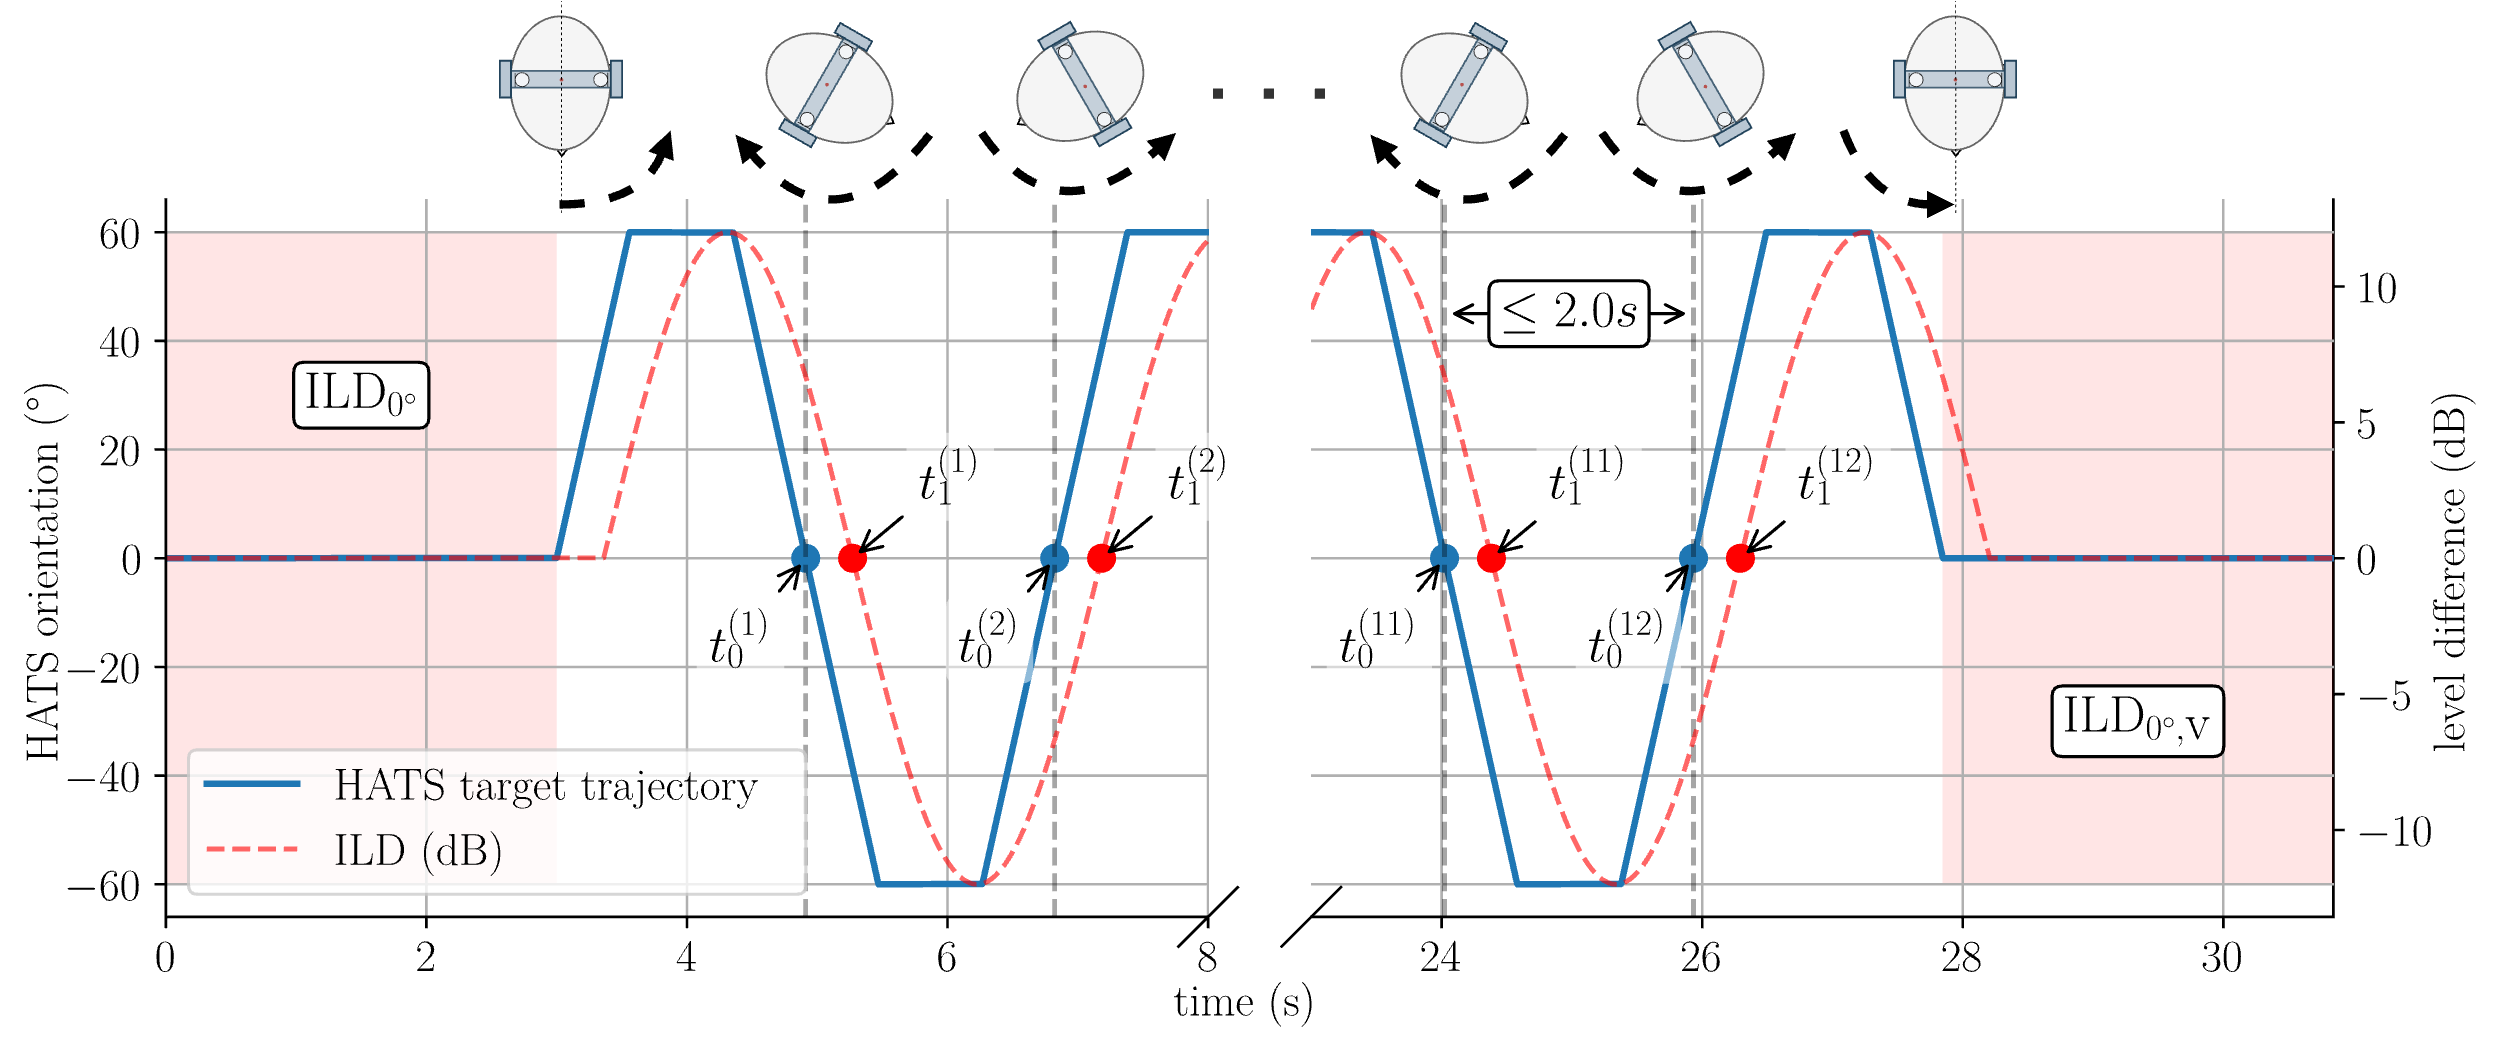 60
40
20
0
−20
−40
−60
HATS orientation (°)
ILD0°
HATS target trajectory
ILD (dB)
t0(1)
t1(1)
t0(2)
t1(2)
≤ 2.0s
t0(11)
t1(11)
t0(12)
t1(12)
ILD0°,v
10
5
0
−5
−10
level difference (dB)
0 2 4 6 8 24 26 28 30
time (s)